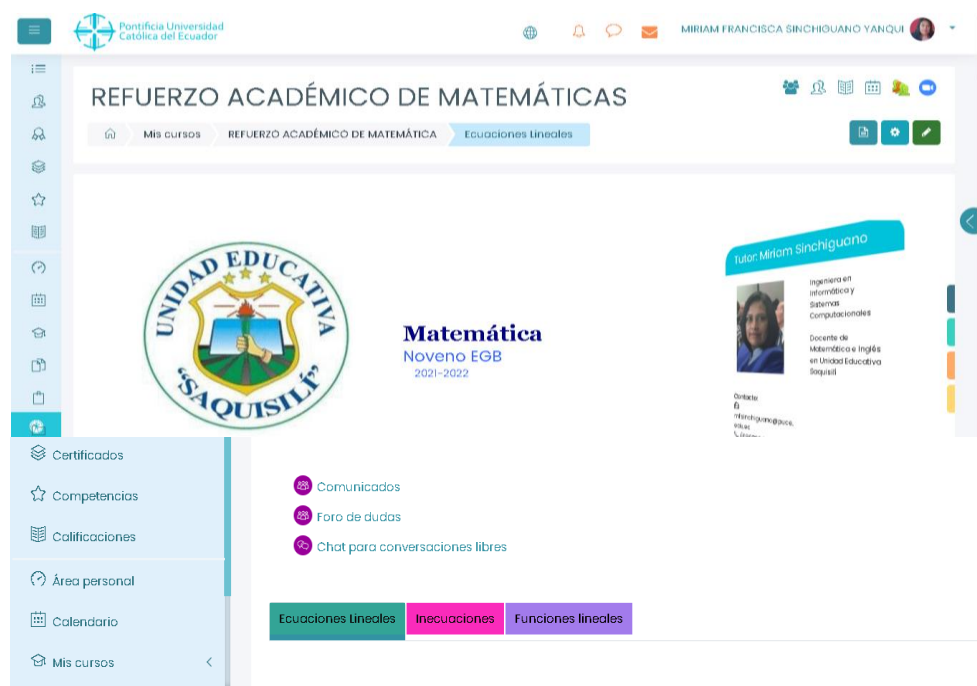 Pontificia Universidad
Católica del Ecuador
MIRIAM FRANCISCA SINCHIGUANO YANQUI
REFUERZO ACADÉMICO DE MATEMÁTICAS
Mis cursos
REFUERZO ACADÉMICO DE MATEMÁTICA
Ecuaciones Lineales
UNIDAD EDUCATIVA
"SAQUISILÍ"
Matemática
Noveno EGB
2021-2022
Tutor: Miriam Sinchiguano
Ingeniera en
Informática y
Sistemas
Computacionales
Docente de
Matemática e Inglés
en Unidad Educativa
Saquisilí
Contacto:
Certificados
Competencias
Calificaciones
Área personal
Calendario
Mis cursos
Comunicados
Foro de dudas
Chat para conversaciones libres
Ecuaciones Lineales
Inecuaciones
Funciones lineales